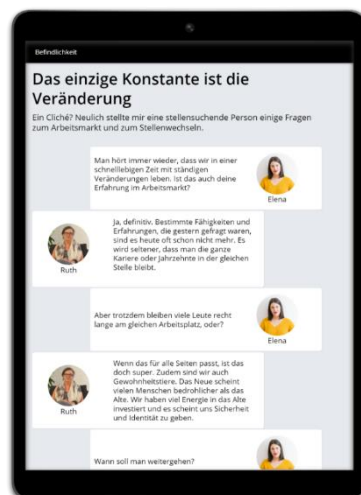 Befindlichkeit
Das einzige Konstante ist die
Veränderung
Ein Cliché? Neulich stellte mir eine stellensuchende Person einige Fragen
zum Arbeitsmarkt und zum Stellenwechseln.
Man hört immer wieder, dass wir in einer
schnelllebigen Zeit mit ständigen
Veränderungen leben. Ist das auch deine
Erfahrung im Arbeitsmarkt?
Elena
Ja, definitiv. Bestimmte Fähigkeiten und
Erfahrungen, die gestern gefragt waren,
sind es heute oft schon nicht mehr. Es
wird seltener, dass man die ganze
Kariere oder Jahrzehnte in der gleichen
Stelle bleibt.
Ruth
Aber trotzdem bleiben viele Leute recht
lange am gleichen Arbeitsplatz, oder?
Elena
Wenn das für alle Seiten passt, ist das
doch super. Zudem sind wir auch
Gewohnheitstiere. Das Neue scheint
vielen Menschen bedrohlicher als das
Alte. Wir haben viel Energie in das Alte
investiert und es scheint uns Sicherheit
und Identität zu geben.
Ruth
Wann soll man weitergehen?